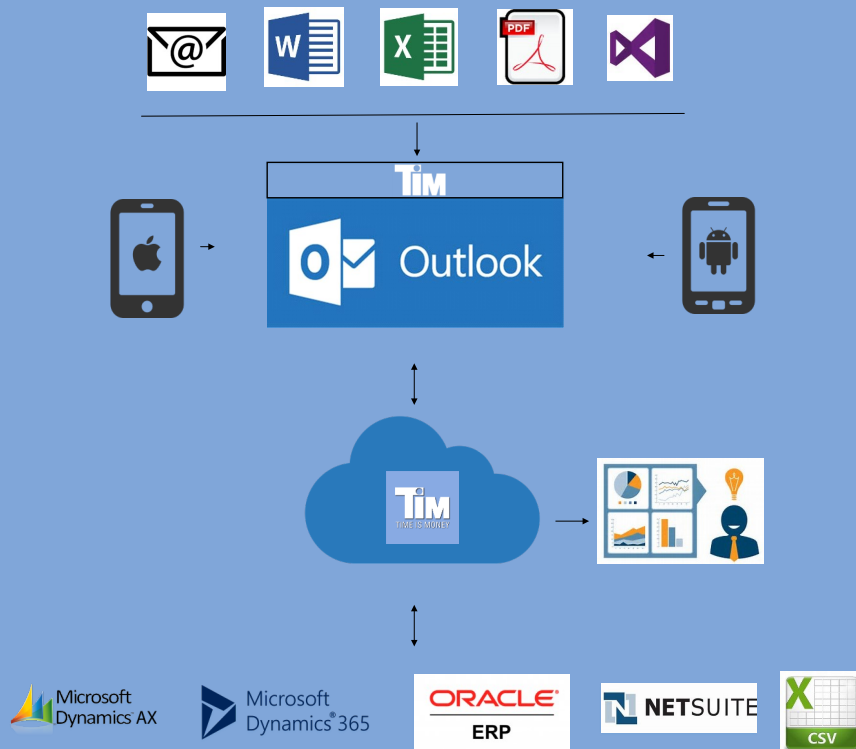 @
W
X
PDF
TiM
O
Outlook
TiM
TiME IS MONEY
Microsoft
Dynamics AX
Microsoft
Dynamics® 365
ORACLE®
ERP
N
NETSUITE
X
CSV